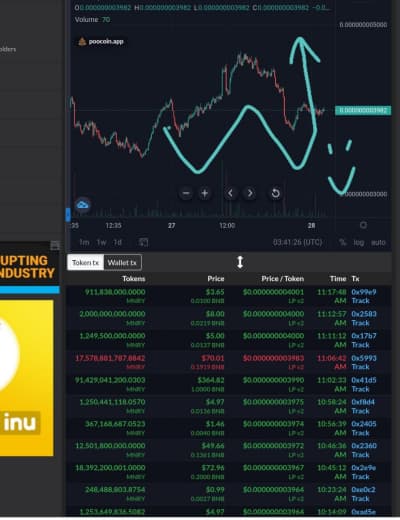 O0.000000003982 H0.000000003982 L0.000000003982 C0.000000003982 −0.0...
Volume 70
0.000000005000
poocoin.app
olders
0.000000003982
0.000000003000
:35 12:35 27 12:00 28
1m 1w 1d 03:41:26 (UTC) % log auto
UPTING
NDUSTRY
inu
Token tx Wallet tx
Tokens Price Price / Token Time Tx
911,838,000.0000 $3.65 $0.000000004001 11:17:48 0x99e9
MNRY 0.0100 BNB LP v2 AM Track
2,000,000,000.0000 $8.00 $0.000000004004 11:12:57 0x2583
MNRY 0.0219 BNB LP v2 AM Track
1,249,500,000.0000 $5.00 $0.000000004000 11:11:12 0x17b7
MNRY 0.0137 BNB LP v2 AM Track
17,578,881,787.8842 $70.01 $0.000000003983 11:06:42 0x5993
MNRY 0.1919 BNB LP v2 AM Track
91,429,041,200.0303 $364.82 $0.000000003990 11:02:33 0x41d5
MNRY 1.0000 BNB LP v2 AM Track
1,250,441,118.0570 $4.97 $0.000000003975 10:58:24 0xf8d4
MNRY 0.0136 BNB LP v2 AM Track
367,168,687.0523 $1.46 $0.000000003974 10:56:39 0x2405
MNRY 0.0040 BNB LP v2 AM Track
12,501,800,000.0000 $49.66 $0.000000003972 10:46:36 0x2360
MNRY 0.1361 BNB LP v2 AM Track
18,392,200,001.0000 $72.96 $0.000000003967 10:45:12 0x2e9e
MNRY 0.2000 BNB LP v2 AM Track
248,488,803.8754 $0.99 $0.000000003964 10:23:24 0xe0c2
MNRY 0.0027 BNB LP v2 AM Track
1,253,649,836.5082 $4.97 $0.000000003964 10:14:09 0xad5e